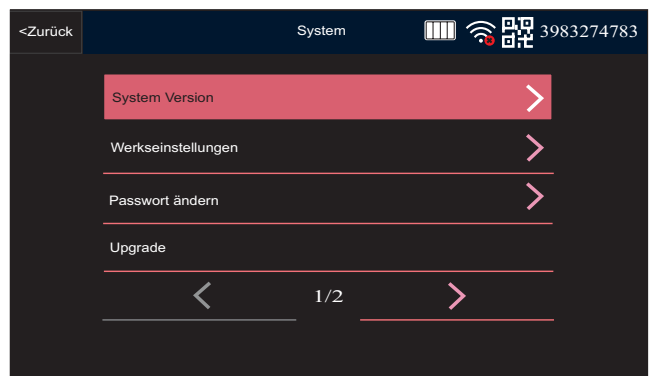 <Zurück System 3983274783
System Version
Werkseinstellungen
Passwort ändern
Upgrade
1/2